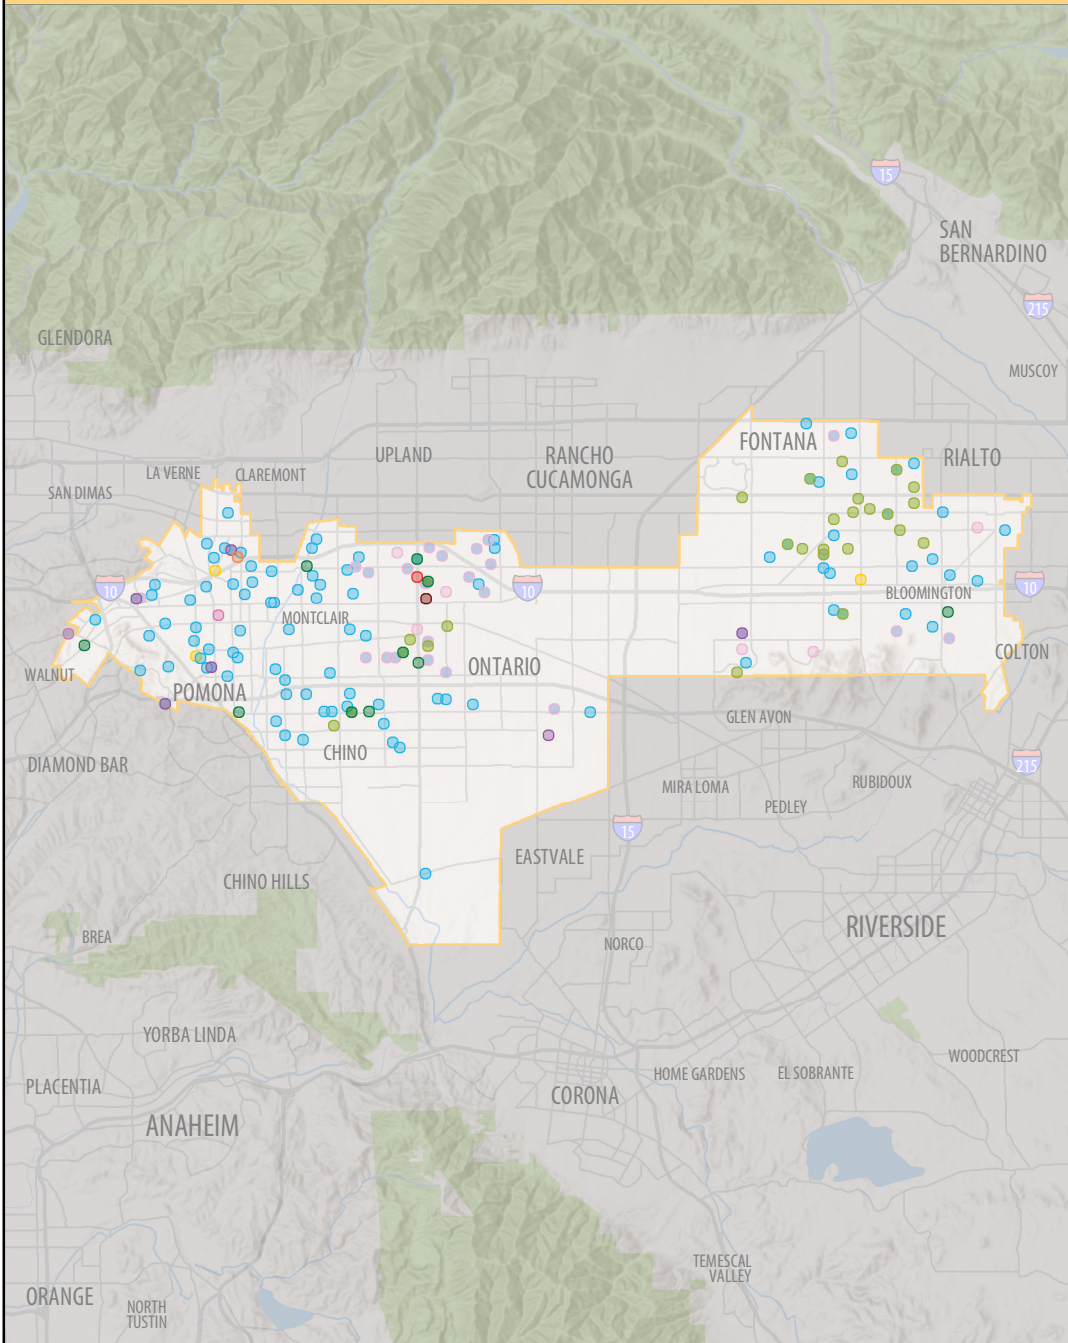 15
SAN
BERNARDINO
215
GLENDORA
MUSCOY
FONTANA
UPLAND
RANCHO
CUCAMONGA
RIALTO
LA VERNE
CLAREMONT
SAN DIMAS
10
10
10
BLOOMINGTON
MONTCLAIR
COLTON
WALNUT
ONTARIO
POMONA
GLEN AVON
CHINO
DIAMOND BAR
215
RUBIDOUX
MIRA LOMA
PEDLEY
15
EASTVALE
CHINO HILLS
RIVERSIDE
BREA
NORCO
YORBA LINDA
WOODCREST
HOME GARDENS
EL SOBRANTE
PLACENTIA
CORONA
ANAHEIM
TEMESCAL
VALLEY
ORANGE
NORTH
TUSTIN